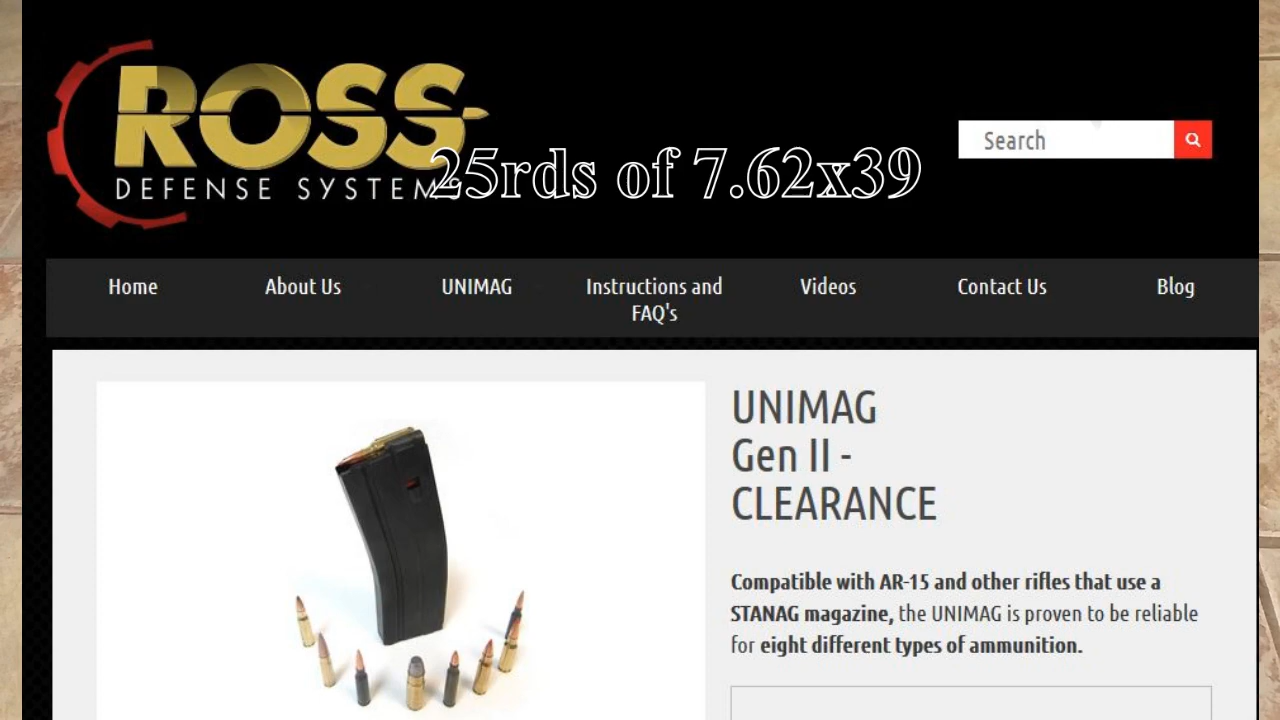 ROSS
DEFENSE SYSTEMS
25rds of 7.62x39
Search
Home
About Us
UNIMAG
Instructions and
FAQ's
Videos
Contact Us
Blog
UNIMAG
Gen II -
CLEARANCE
Compatible with AR-15 and other rifles that use a
STANAG magazine, the UNIMAG is proven to be reliable
for eight different types of ammunition.